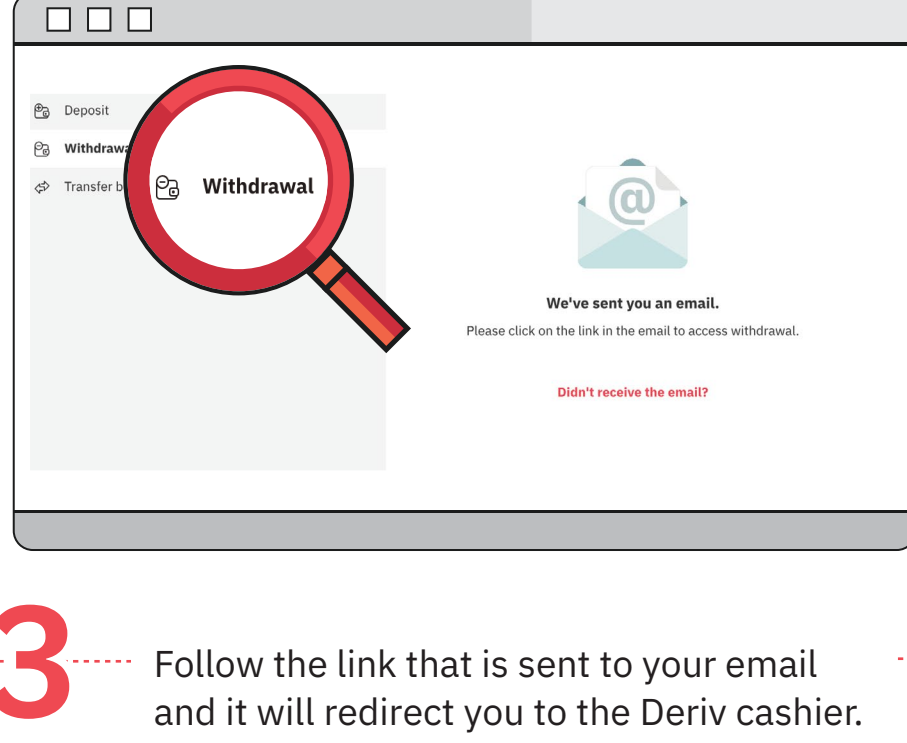 Deposit
Withdrawa
Transfer b
Withdrawal
We've sent you an email.
Please click on the link in the email to access withdrawal.
Didn't receive the email?
3
Follow the link that is sent to your email
and it will redirect you to the Deriv cashier.